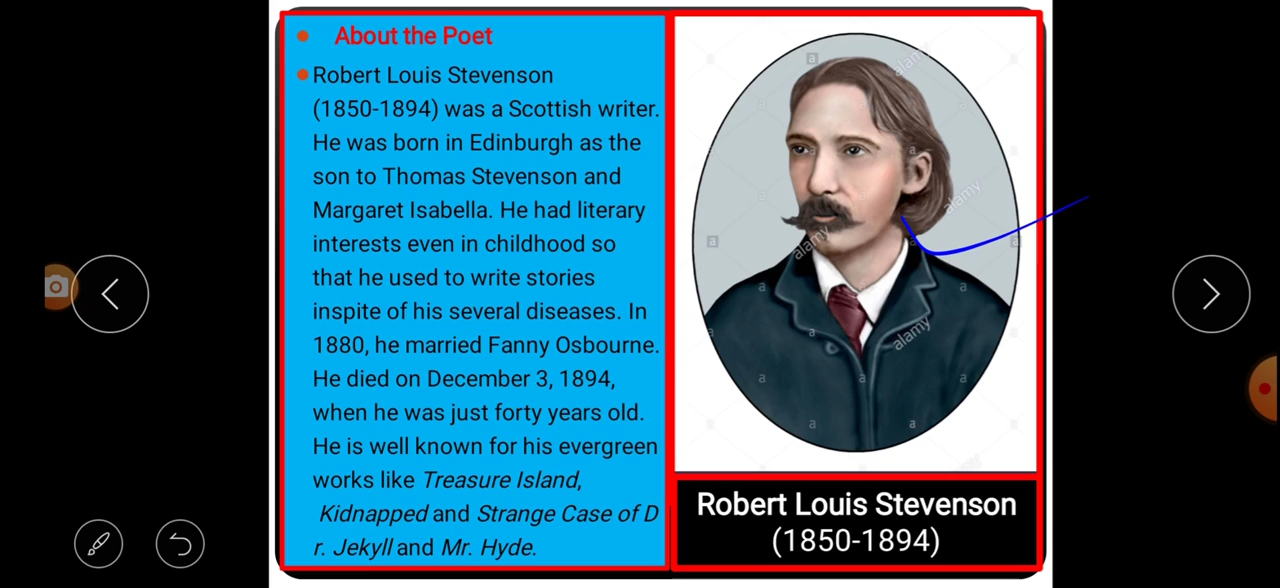 About the Poet
Robert Louis Stevenson
(1850-1894) was a Scottish writer.
He was born in Edinburgh as the
son to Thomas Stevenson and
Margaret Isabella. He had literary
interests even in childhood so
that he used to write stories
inspite of his several diseases. In
1880, he married Fanny Osbourne.
He died on December 3, 1894,
when he was just forty years old.
He is well known for his evergreen
works like Treasure Island,
Kidnapped and Strange Case of D
r. Jekyll and Mr. Hyde.
alamy
alamy
alamy
alamy
Robert Louis Stevenson
(1850-1894)